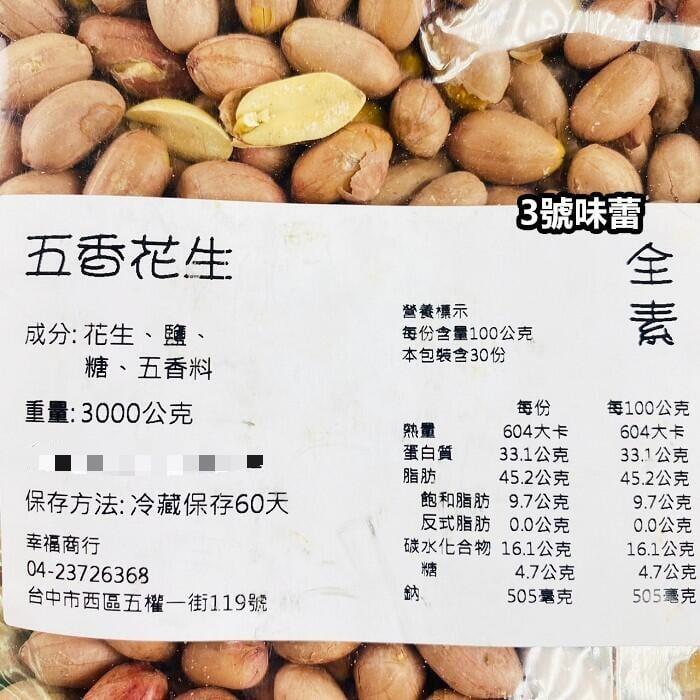 3號味蕾
五香花生
全素
成分: 花生、鹽、
糖、五香料
重量: 3000公克
保存方法: 冷藏保存60天
幸福商行
04-23726368
台中市西區五權一街119號
營養標示
每份含量100公克
本包裝含30份
每份 每100公克
熱量 604大卡 604大卡
蛋白質 33.1公克 33.1公克
脂肪 45.2公克 45.2公克
飽和脂肪 9.7公克 9.7公克
反式脂肪 0.0公克 0.0公克
碳水化合物 16.1公克 16.1公克
糖 4.7公克 4.7公克
鈉 505毫克 505毫克